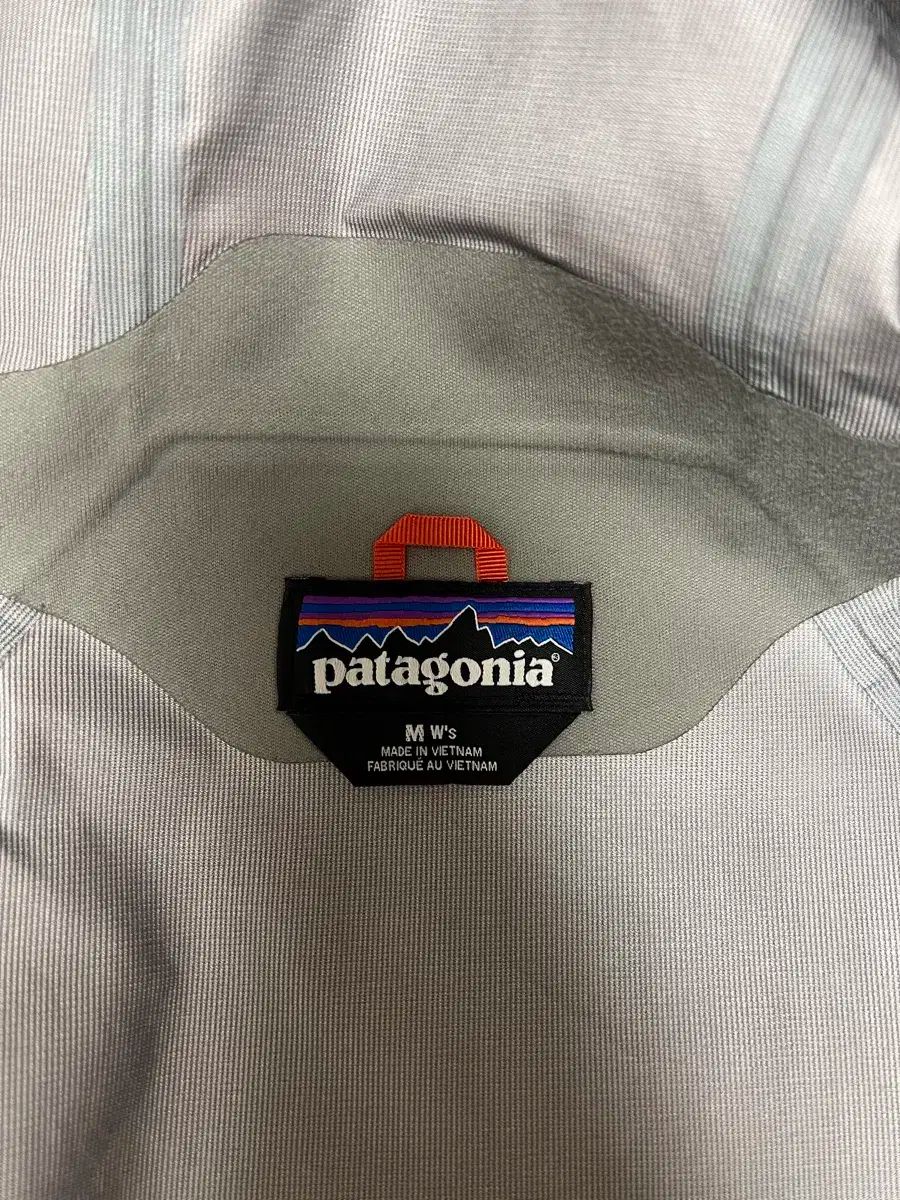 patagonia®
M W's
MADE IN VIETNAM
FABRIQUÉ AU VIETNAM